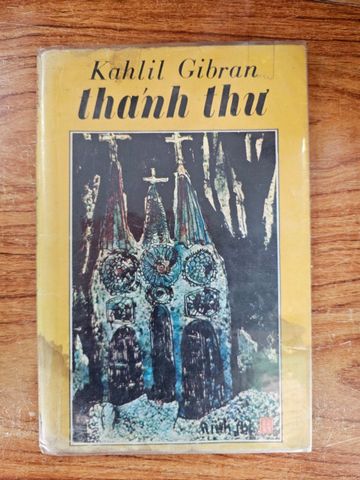 Kahlil Gibran
thánh thư